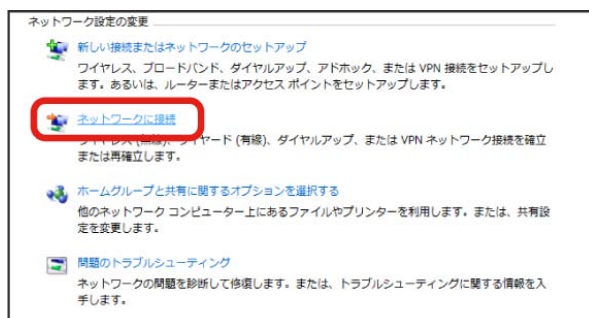 ネットワーク設定の変更
新しい接続またはネットワークのセットアップ
ワイヤレス、ブロードバンド、ダイヤルアップ、アドホック、または VPN 接続をセットアップし
ます。あるいは、ルーターまたはアクセス ポイントをセットアップします。
ネットワークに接続
ワイヤレス (無線)、ワイヤード (有線)、ダイヤルアップ、または VPN ネットワーク接続を確立
または再確立します。
ホームグループと共有に関するオプションを選択する
他のネットワーク コンピューター上にあるファイルやプリンターを利用します。または、共有設
定を変更します。
問題のトラブルシューティング
ネットワークの問題を診断して修復します。または、トラブルシューティングに関する情報を入
手します。